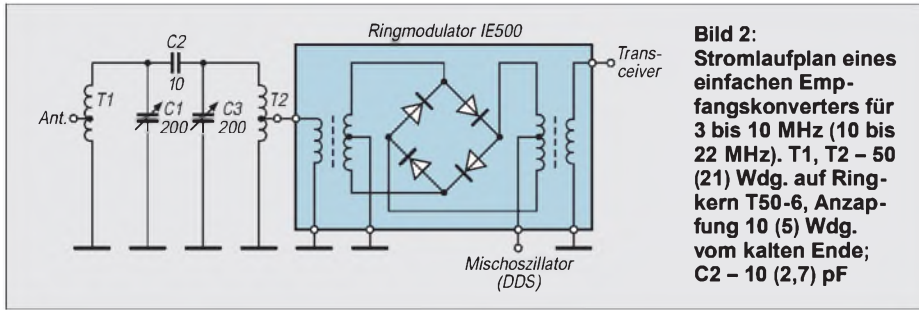 Ringmodulator IE500
C2
10
T1
C1
200
C3
200
T2
Ant.
Trans-
ceiver
Mischoszillator
(DDS)
Bild 2:
Stromlaufplan eines
einfachen Emp-
fangskonverters für
3 bis 10 MHz (10 bis
22 MHz). T1, T2 – 50
(21) Wdg. auf Ring-
kern T50-6, Anzap-
fung 10 (5) Wdg.
vom kalten Ende;
C2 – 10 (2,7) pF